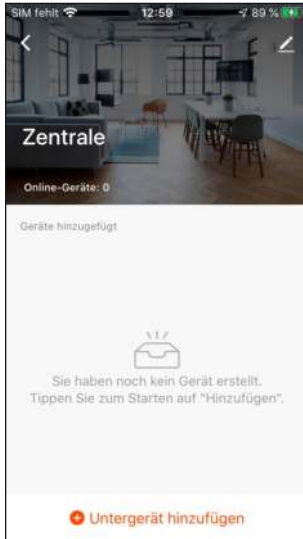 SIM fehlt 12:59 89 %
Zentrale
Online-Geräte: 0
Geräte hinzugefügt
Sie haben noch kein Gerät erstellt.
Tippen Sie zum Starten auf "Hinzufügen".
Untergerät hinzufügen